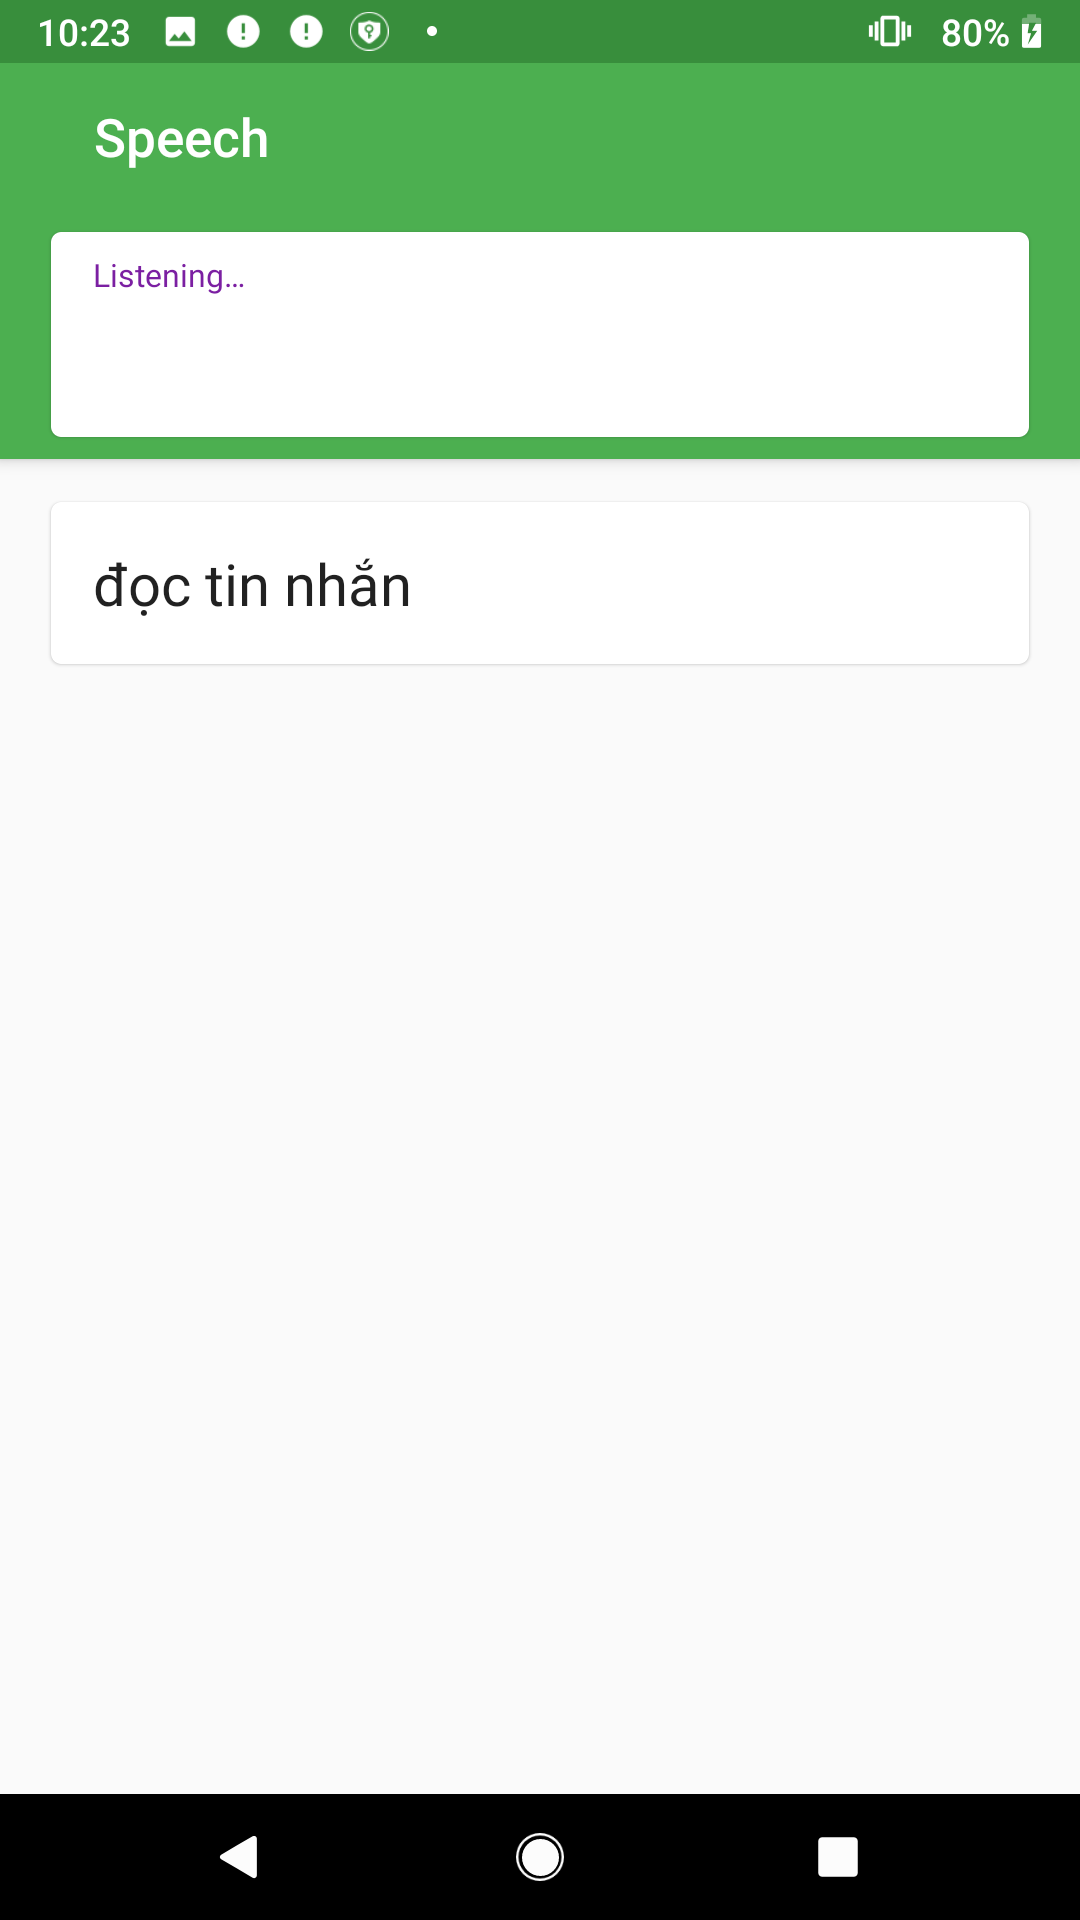 10:23 80%
Speech
Listening...
đọc tin nhắn